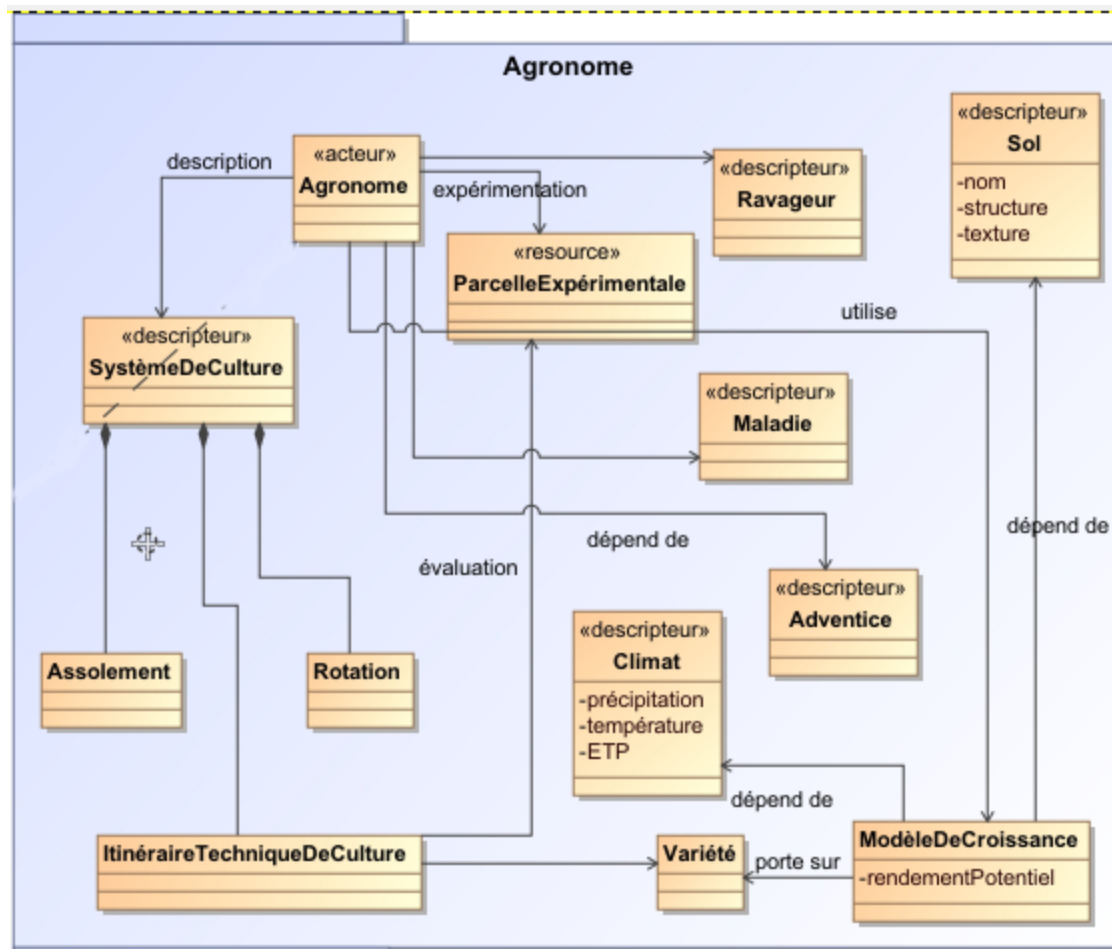 Agronome
«descripteur»
Sol
-nom
-structure
-texture
«acteur»
Agronome
description
expérimentation
«descripteur»
Ravageur
«resource»
ParcelleExpérimentale
utilise
«descripteur»
SystèmeDeCulture
«descripteur»
Maladie
dépend de
dépend de
évaluation
«descripteur»
Adventice
«descripteur»
Climat
-précipitation
-température
-ETP
Assolement
Rotation
dépend de
ItinéraireTechniqueDeCulture
Variété
porte sur
ModèleDeCroissance
-rendementPotentiel